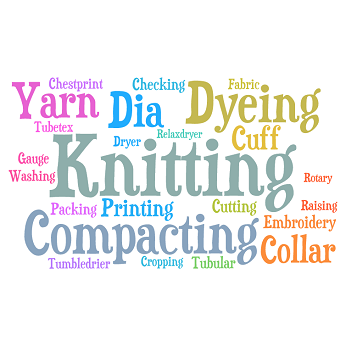 Chestprint Checking Fabric
Yarn Dia Dyeing
Tubetex Relaxdryer
Dryer Cuff
Gauge Knitting
Washing Rotary
Packing Printing Cutting Raising
Compacting Embroidery
Collar
Tumbledrier Cropping Tubular